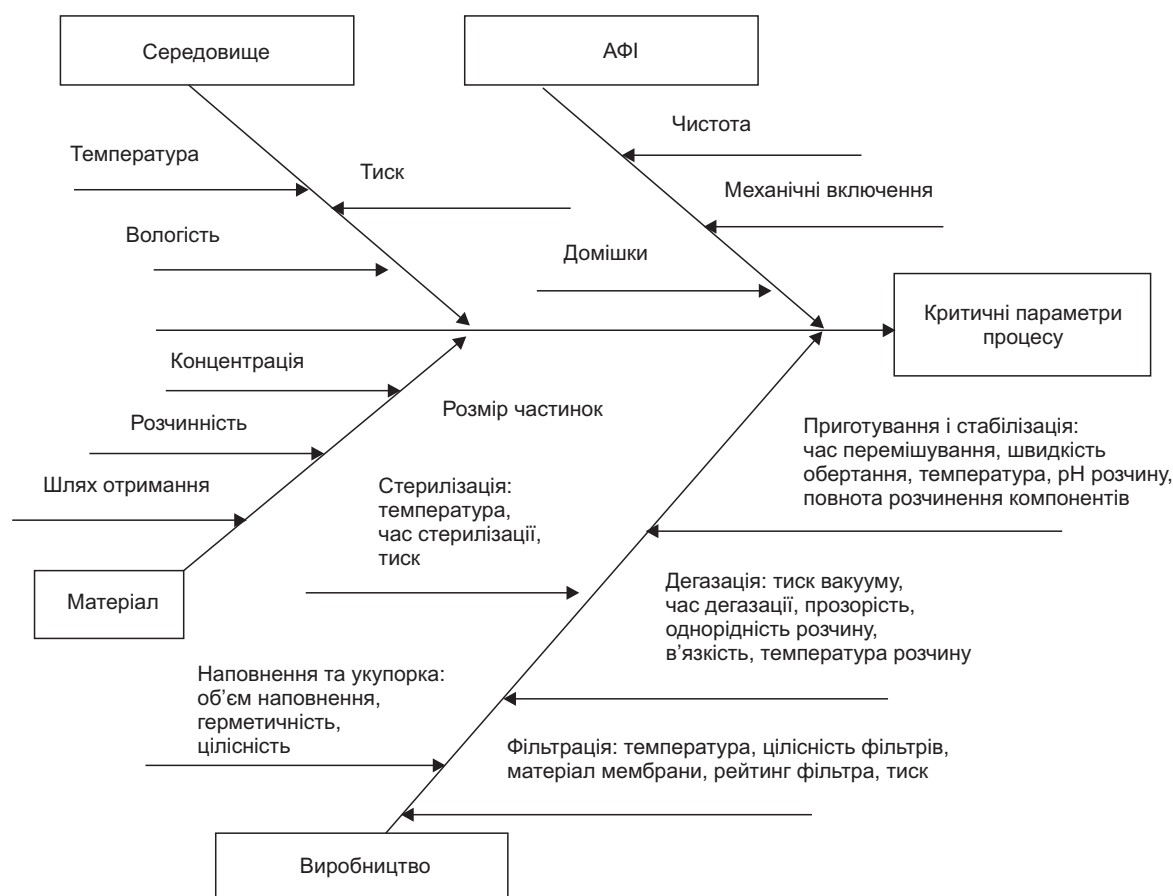 Середовище
АФІ
Чистота
Температура
Тиск
Механічні включення
Вологість
Домішки
Критичні параметри
процесу
Концентрація
Розмір частинок
Розчинність
Шлях отримання
Матеріал
Приготування і стабілізація:
час перемішування, швидкість
обертання, температура, pH розчину,
повнота розчинення компонентів
Стерилізація:
температура,
час стерилізації,
тиск
Дегазація: тиск вакууму,
час дегазації, прозорість,
однорідність розчину,
в'язкість, температура розчину
Наповнення та укупорка:
об'єм наповнення,
герметичність,
цілісність
Фільтрація: температура, цілісність фільтрів,
матеріал мембрани, рейтинг фільтра, тиск
Виробництво